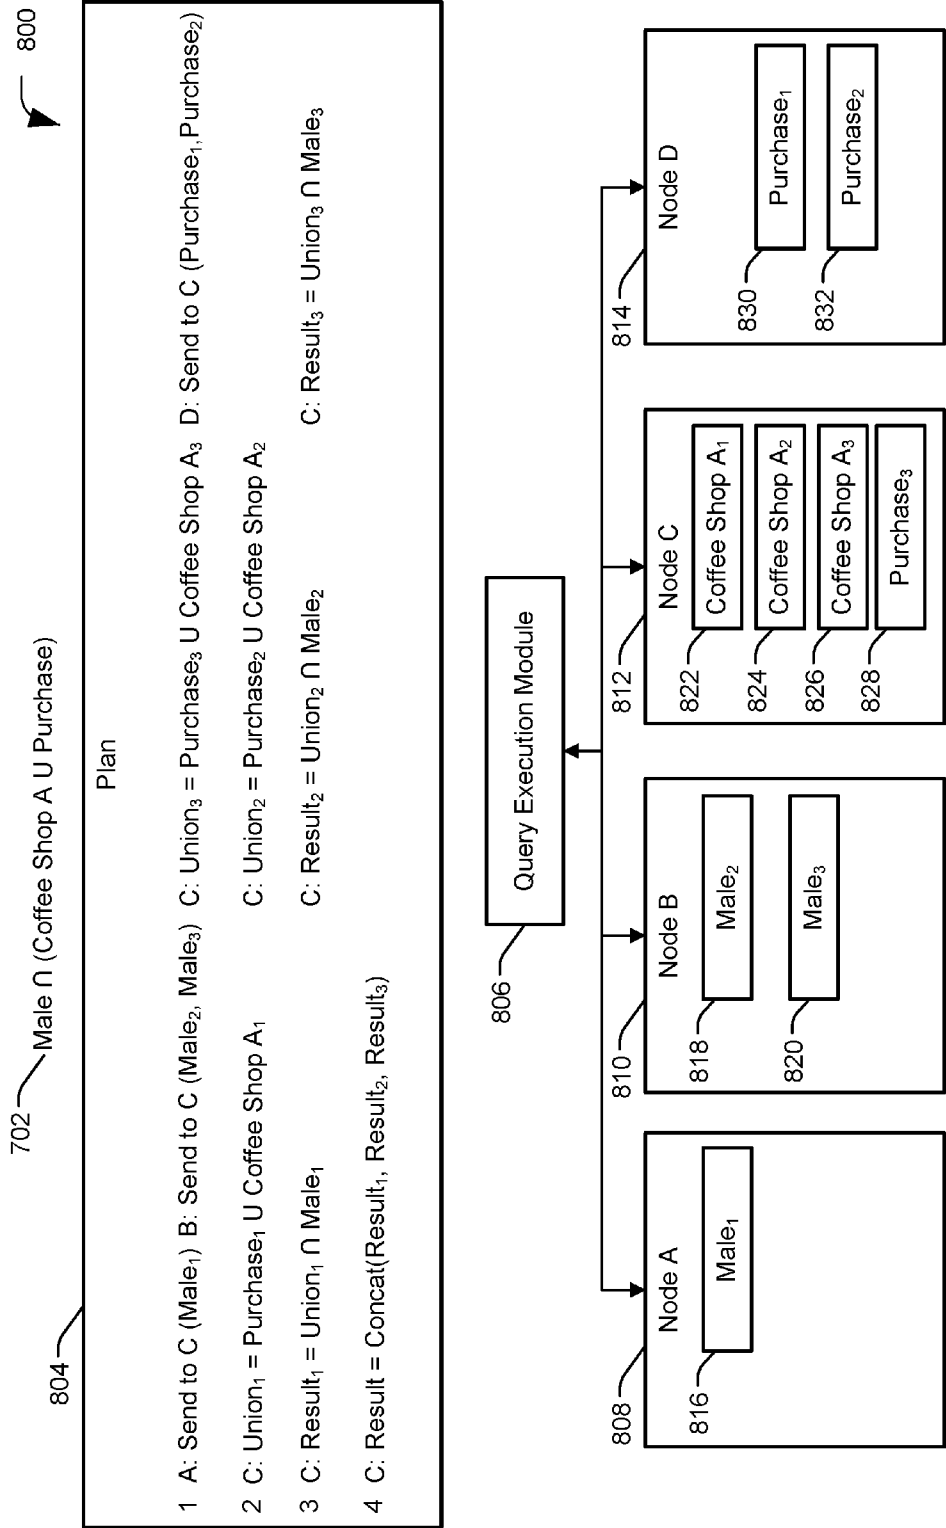 800
702
Male ∩ (Coffee Shop A U Purchase)
804
Plan
1 A: Send to C (Male₁) B: Send to C (Male₂, Male₃) C: Union₃ = Purchase₃ U Coffee Shop A₃ D: Send to C (Purchase₁,Purchase₂)
2 C: Union₁ = Purchase₁ U Coffee Shop A₁ C: Union₂ = Purchase₂ U Coffee Shop A₂
3 C: Result₁ = Union₁ ∩ Male₁ C: Result₂ = Union₂ ∩ Male₂ C: Result₃ = Union₃ ∩ Male₃
4 C: Result = Concat(Result₁, Result₂, Result₃)
806
Query Execution Module
808
Node A
816
Male₁
810
Node B
818
Male₂
820
Male₃
812
Node C
822
Coffee Shop A₁
824
Coffee Shop A₂
826
Coffee Shop A₃
828
Purchase₃
814
Node D
830
Purchase₁
832
Purchase₂